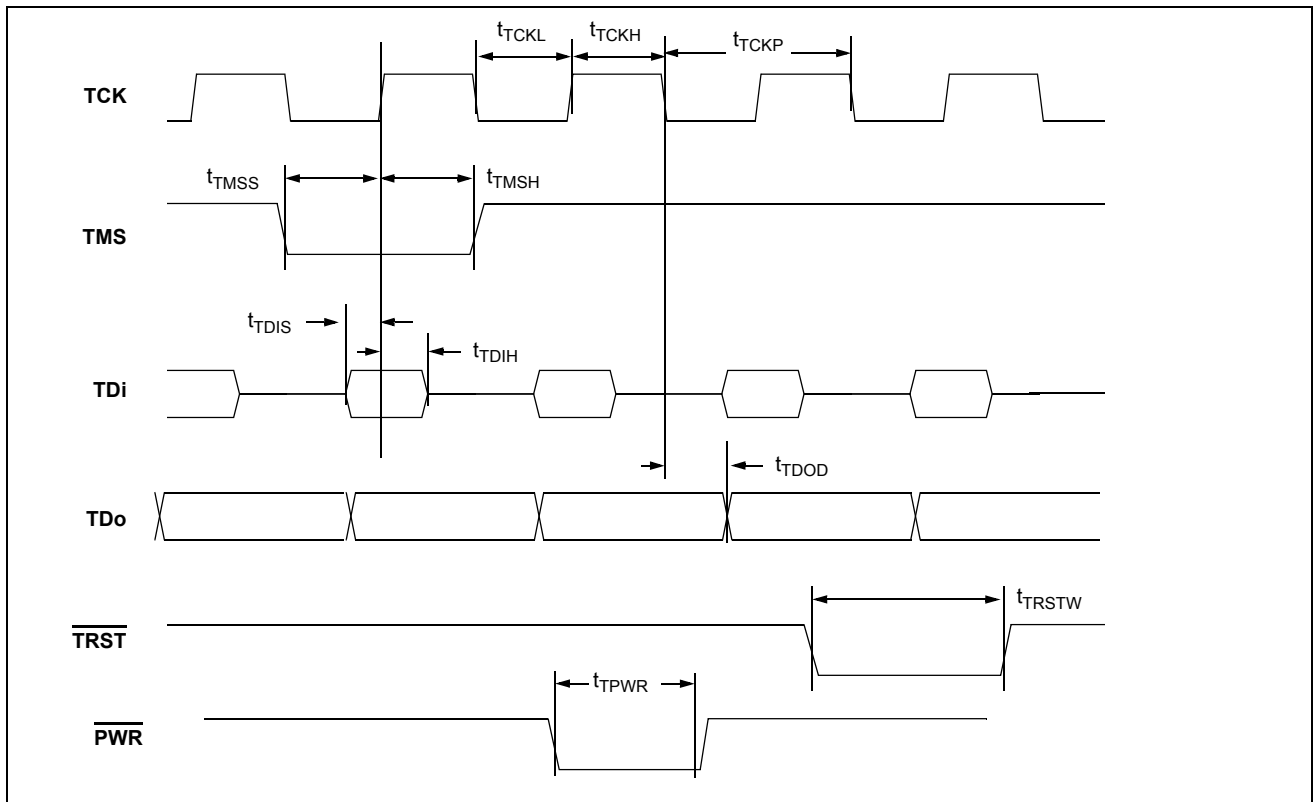 tTCKL
tTCKH
tTCKP
TCK
tTMSS
tTMSH
TMS
tTDIS
tTDIH
TDi
tTDOD
TDo
tTRSTW
TRST
tTPWR
PWR